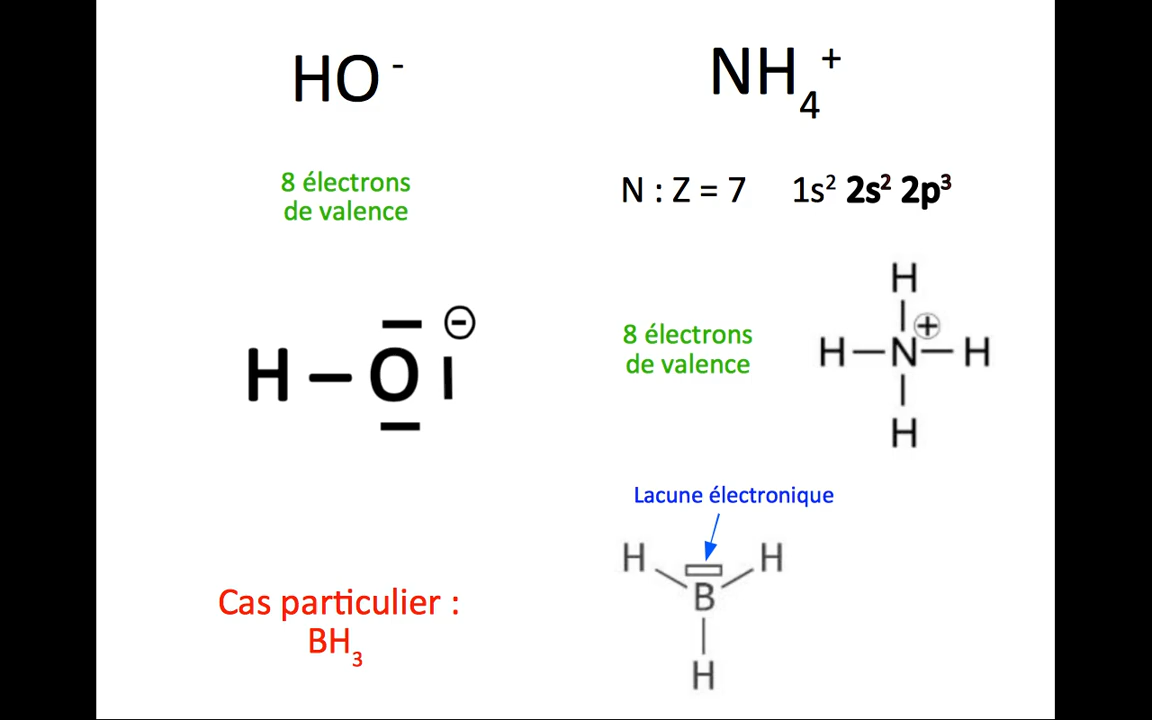 HO⁻
NH₄⁺
8 électrons
de valence
N : Z = 7 1s² 2s² 2p³
H – O ⊖
8 électrons
de valence
H
⊕
H – N – H
H
Lacune électronique
H H
B
H
Cas particulier :
BH₃